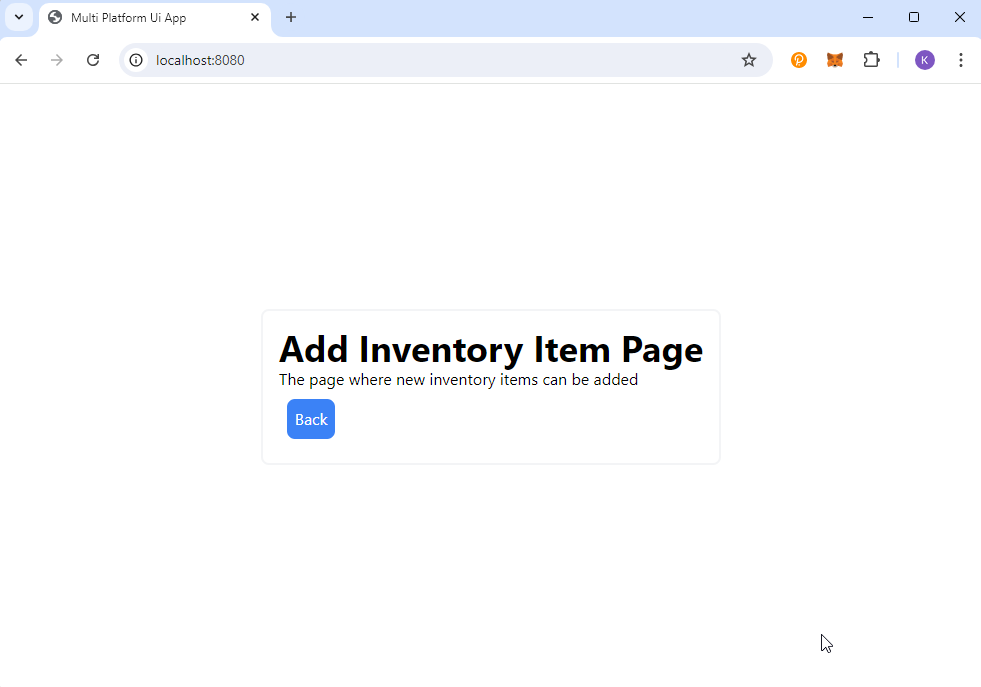 Multi Platform Ui App
localhost:8080
K
Add Inventory Item Page
The page where new inventory items can be added
Back